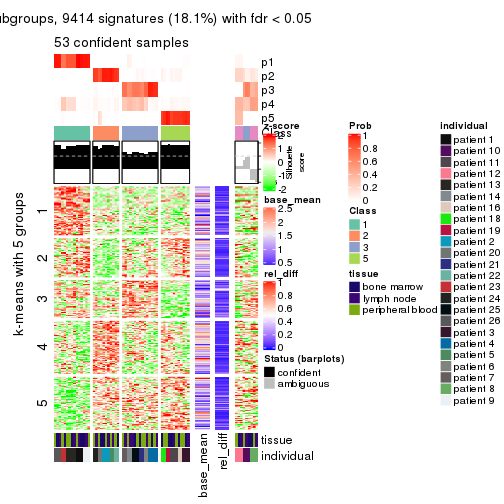 ubgroups, 9414 signatures (18.1%) with fdr < 0.05
53 confident samples
p1
p2
p3
p4
p5
Class
Silhouette
score
k-means with 5 groups
1
2
3
4
5
base_mean
rel_diff
tissue
individual
z-score
2
0
-2
base_mean
2.5
2
1.5
1
0.5
rel_diff
1
0.8
0.6
0.4
0.2
0
Status (barplots)
confident
ambiguous
Prob
1
0.8
0.6
0.4
0.2
0
Class
1
2
3
5
tissue
bone marrow
lymph node
peripheral blood
individual
patient 1
patient 10
patient 11
patient 12
patient 13
patient 14
patient 16
patient 18
patient 19
patient 2
patient 20
patient 21
patient 22
patient 23
patient 24
patient 25
patient 26
patient 3
patient 4
patient 5
patient 6
patient 7
patient 8
patient 9